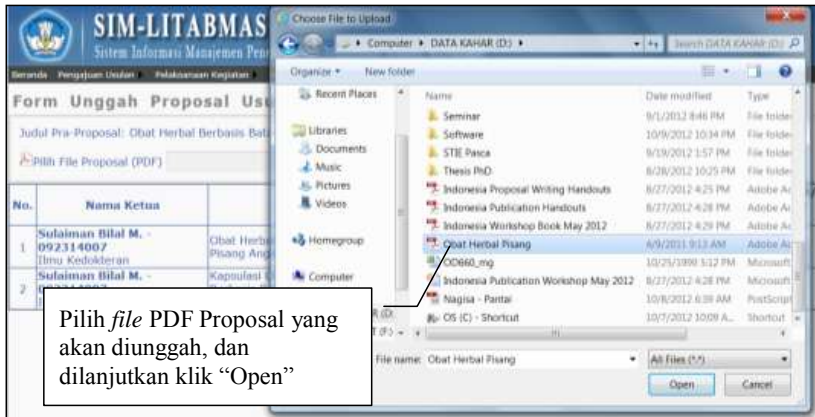 SIM-LITABMAS
Sistem Informasi Manajemen Pene
Beranda Pengajuan Usulan Pelaksanaan Kegiatan
Form Unggah Proposal Usu
Judul Pra-Proposal: Obat Herbal Berbasis Bat
Pilih File Proposal (PDF)
No. Nama Ketua
1 Sulaiman Bilal M. -
092314007
Ilmu Kedokteran
Obat Herb
Pisang Ang
2 Sulaiman Bilal M. -
Kapsulasi
Choose File to Upload
Computer DATA KAHAR (D:)
Search DATA KAHAR (D:)
Organize New folder
Recent Places
Libraries
Documents
Music
Pictures
Videos
Homegroup
Computer
Name Date modified Type
Seminar 9/1/2012 8:46 PM File folde
Software 10/9/2012 10:34 PM File folde
STIE Pasca 9/19/2012 1:57 PM File folde
Thesis PhD 8/28/2012 10:25 PM File folde
Indonesia Proposal Writing Handouts 8/27/2012 4:25 PM Adobe Ac
Indonesia Publication Handouts 8/27/2012 4:28 PM Adobe Ac
Indonesia Workshop Book May 2012 8/27/2012 4:29 PM Adobe Ac
Obat Herbal Pisang 4/9/2011 9:13 AM Adobe Ac
OD660_mg 10/25/1999 5:12 PM Microsoft
Indonesia Publication Workshop May 2012 8/27/2012 4:28 PM Microsoft
Nagisa - Pantai 10/8/2012 6:39 AM PostScript
OS (C) - Shortcut 10/7/2012 10:09 A... Shortcut
File name: Obat Herbal Pisang
All Files (*.*)
Open Cancel
Pilih file PDF Proposal yang
akan diunggah, dan
dilanjutkan klik “Open”